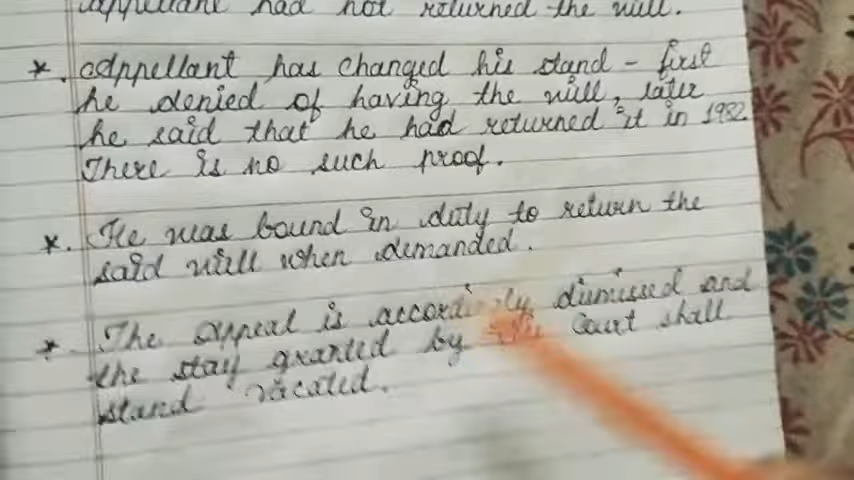 appellant had not returned the will.
*. Appellant has changed his stand - first
he denied of having the will, later
he said that he had returned it in 1982.
There is no such proof.
*. He was bound in duty to return the
said will when demanded.
* The appeal is accordingly dismissed and
the stay granted by this Court shall
stand vacated.